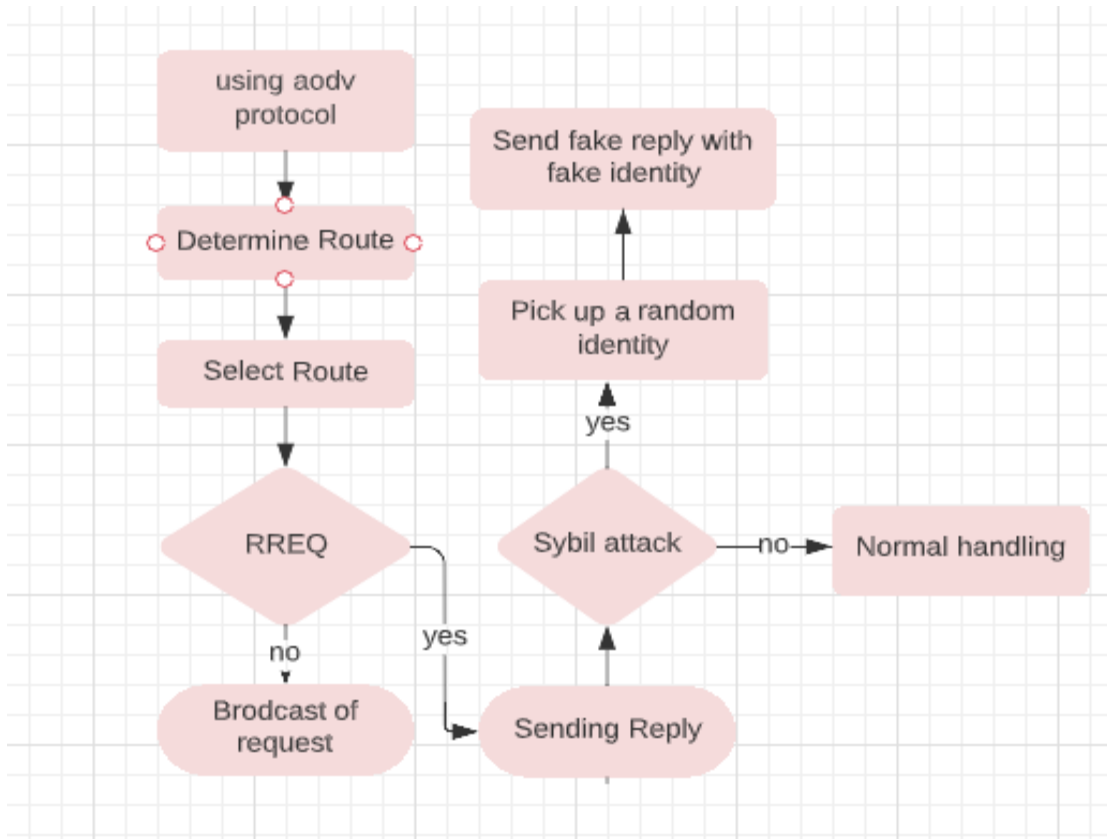 using aodv
protocol
Determine Route
Select Route
RREQ
no
Brodcast of
request
yes
Sending Reply
Sybil attack
no
Normal handling
yes
Pick up a random
identity
Send fake reply with
fake identity